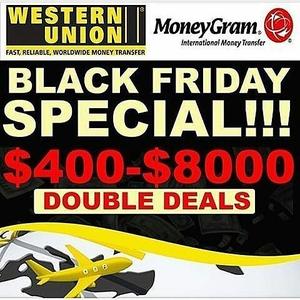 WESTERN
UNION
FAST, RELIABLE, WORLDWIDE MONEY TRANSFER
MoneyGram
International Money Transfer
BLACK FRIDAY
SPECIAL!!!
$400-$8000
DOUBLE DEALS